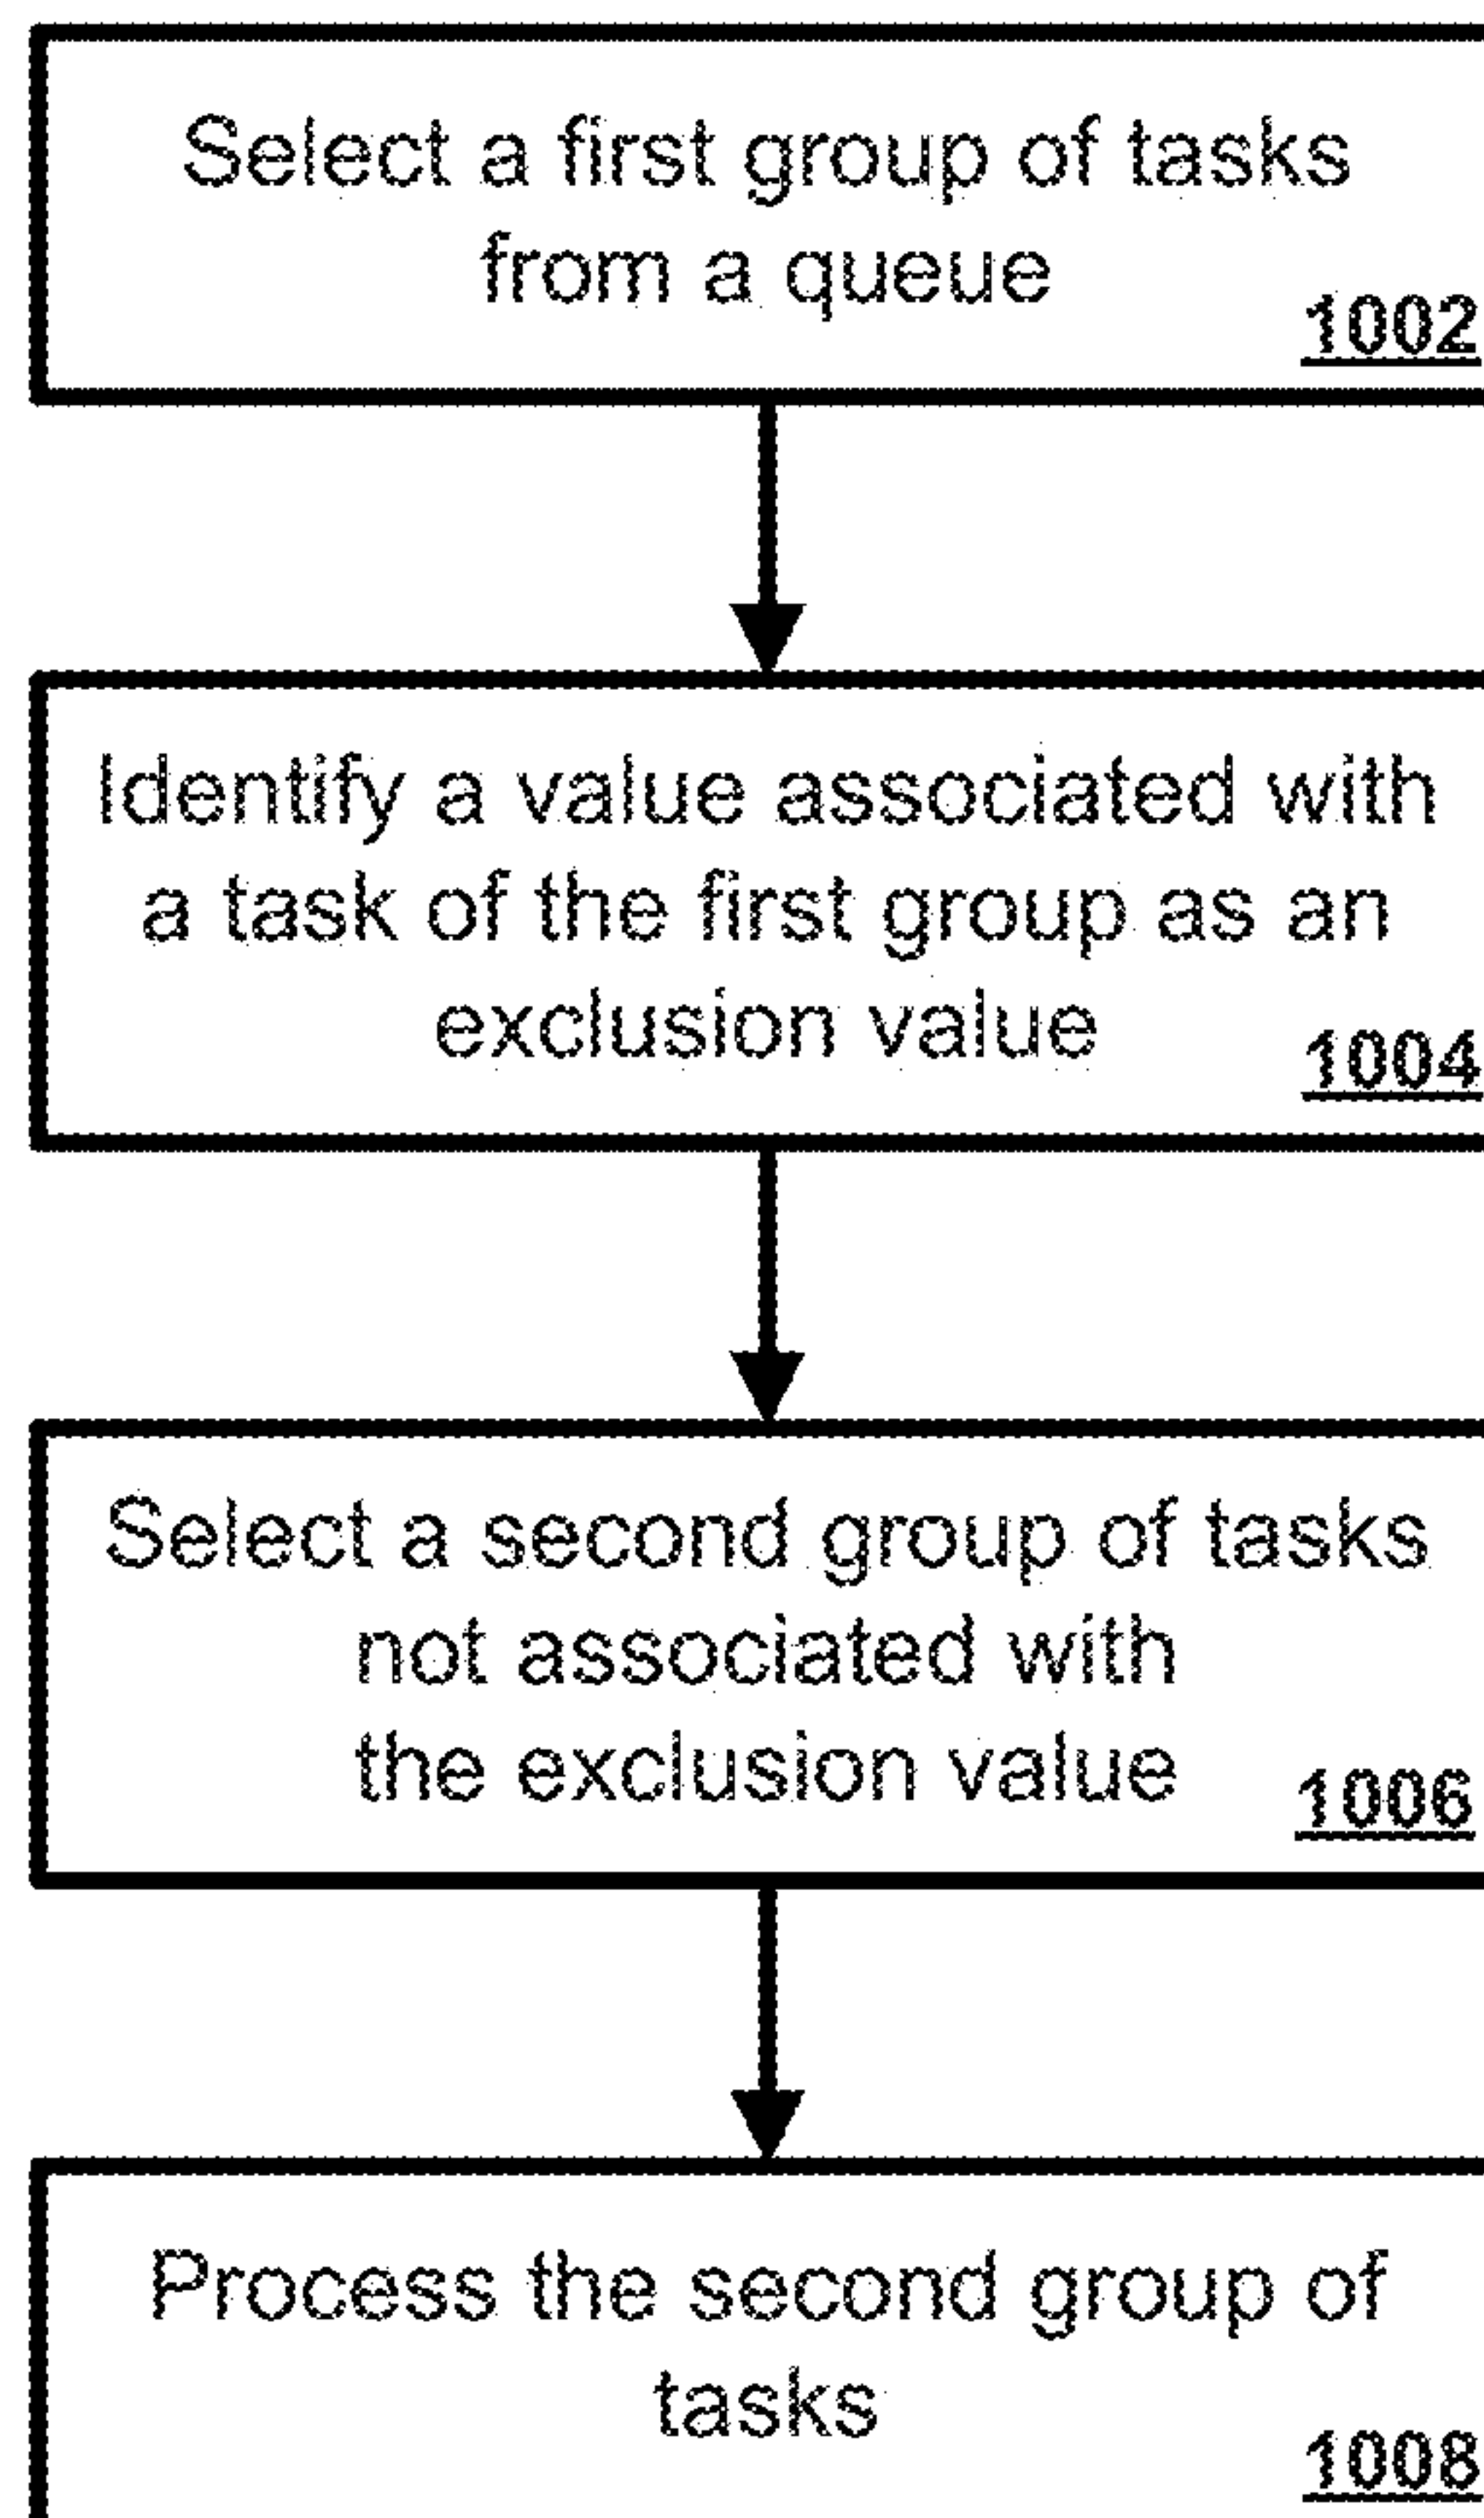 Select a first group of tasks
from a queue
1002
Identify a value associated with
a task of the first group as an
exclusion value
1004
Select a second group of tasks
not associated with
the exclusion value
1006
Process the second group of
tasks
1008